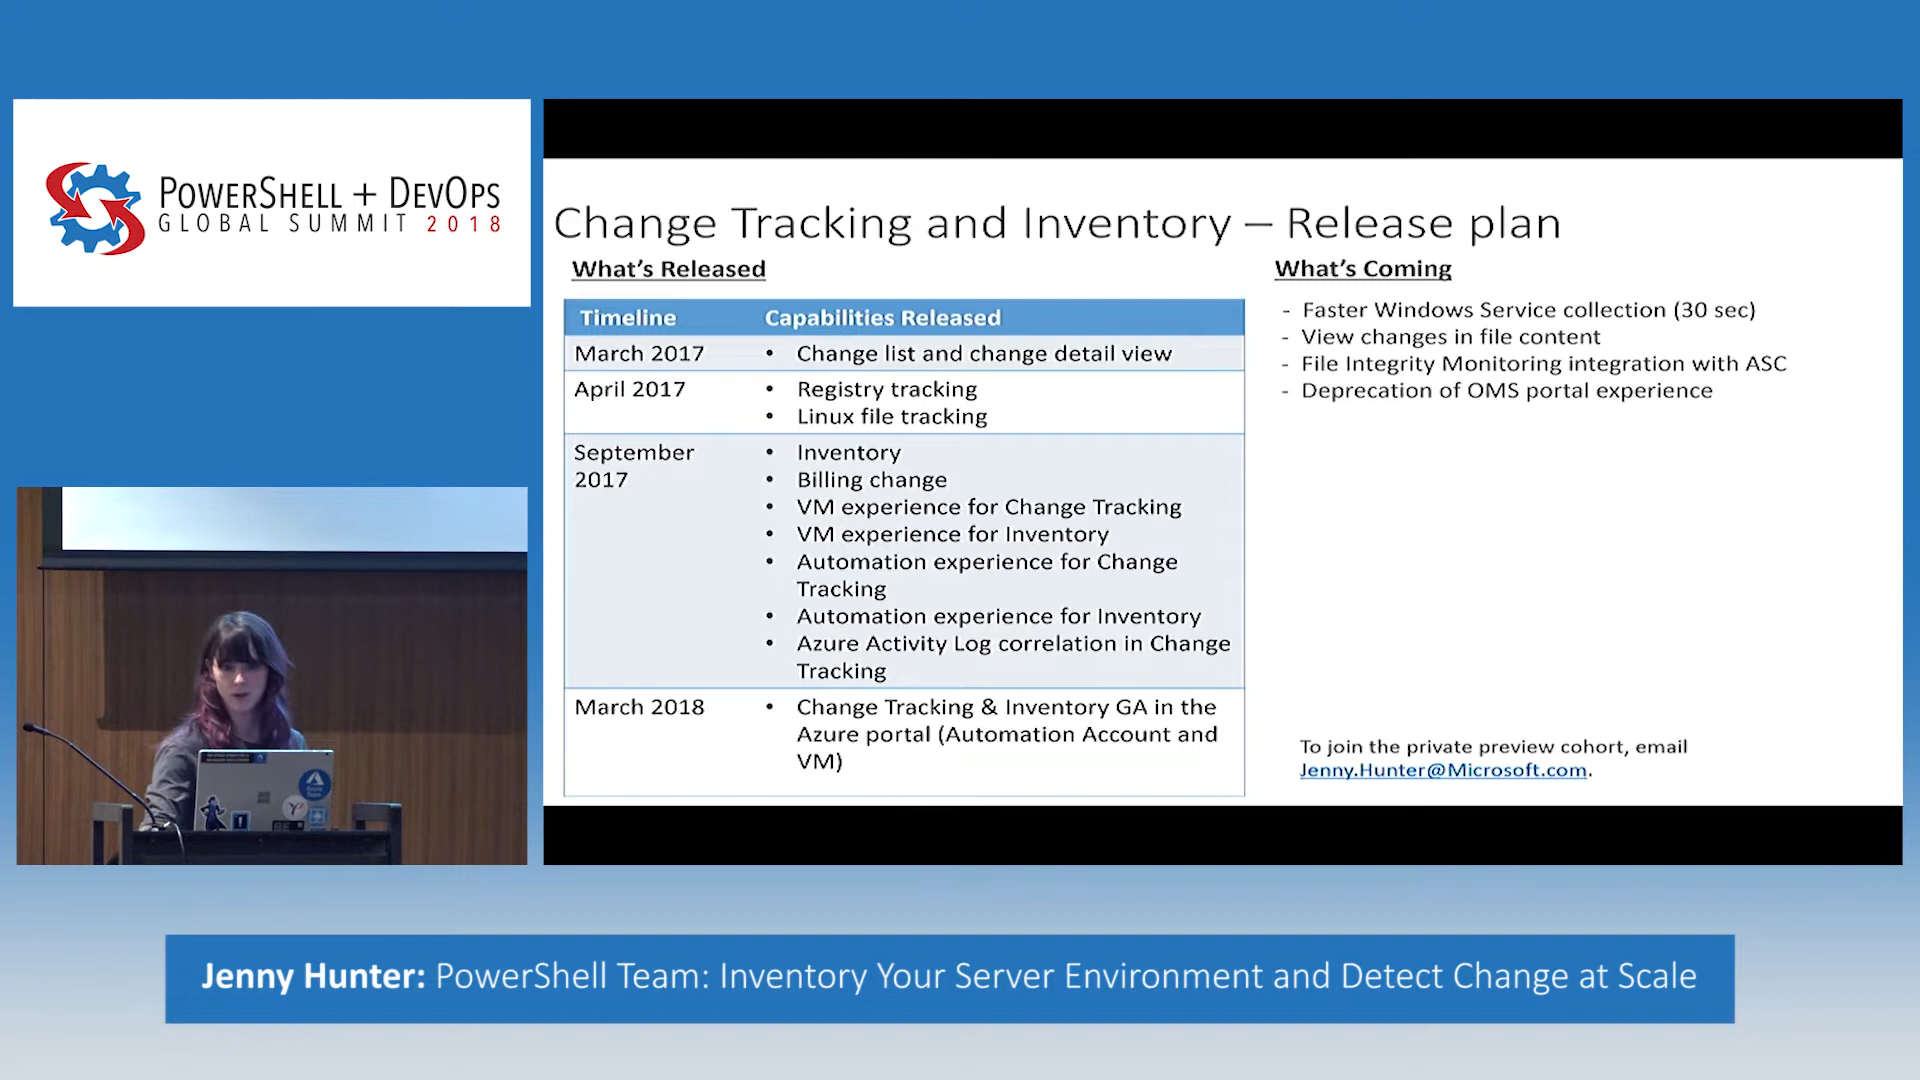 POWERSHELL + DEVOPS
GLOBAL SUMMIT 2018
Change Tracking and Inventory – Release plan
What's Released
Timeline Capabilities Released
March 2017 • Change list and change detail view
April 2017 • Registry tracking
• Linux file tracking
September
2017
• Inventory
• Billing change
• VM experience for Change Tracking
• VM experience for Inventory
• Automation experience for Change
Tracking
• Automation experience for Inventory
• Azure Activity Log correlation in Change
Tracking
March 2018 • Change Tracking & Inventory GA in the
Azure portal (Automation Account and
VM)
What's Coming
- Faster Windows Service collection (30 sec)
- View changes in file content
- File Integrity Monitoring integration with ASC
- Deprecation of OMS portal experience
To join the private preview cohort, email
Jenny.Hunter@Microsoft.com.
Jenny Hunter: PowerShell Team: Inventory Your Server Environment and Detect Change at Scale